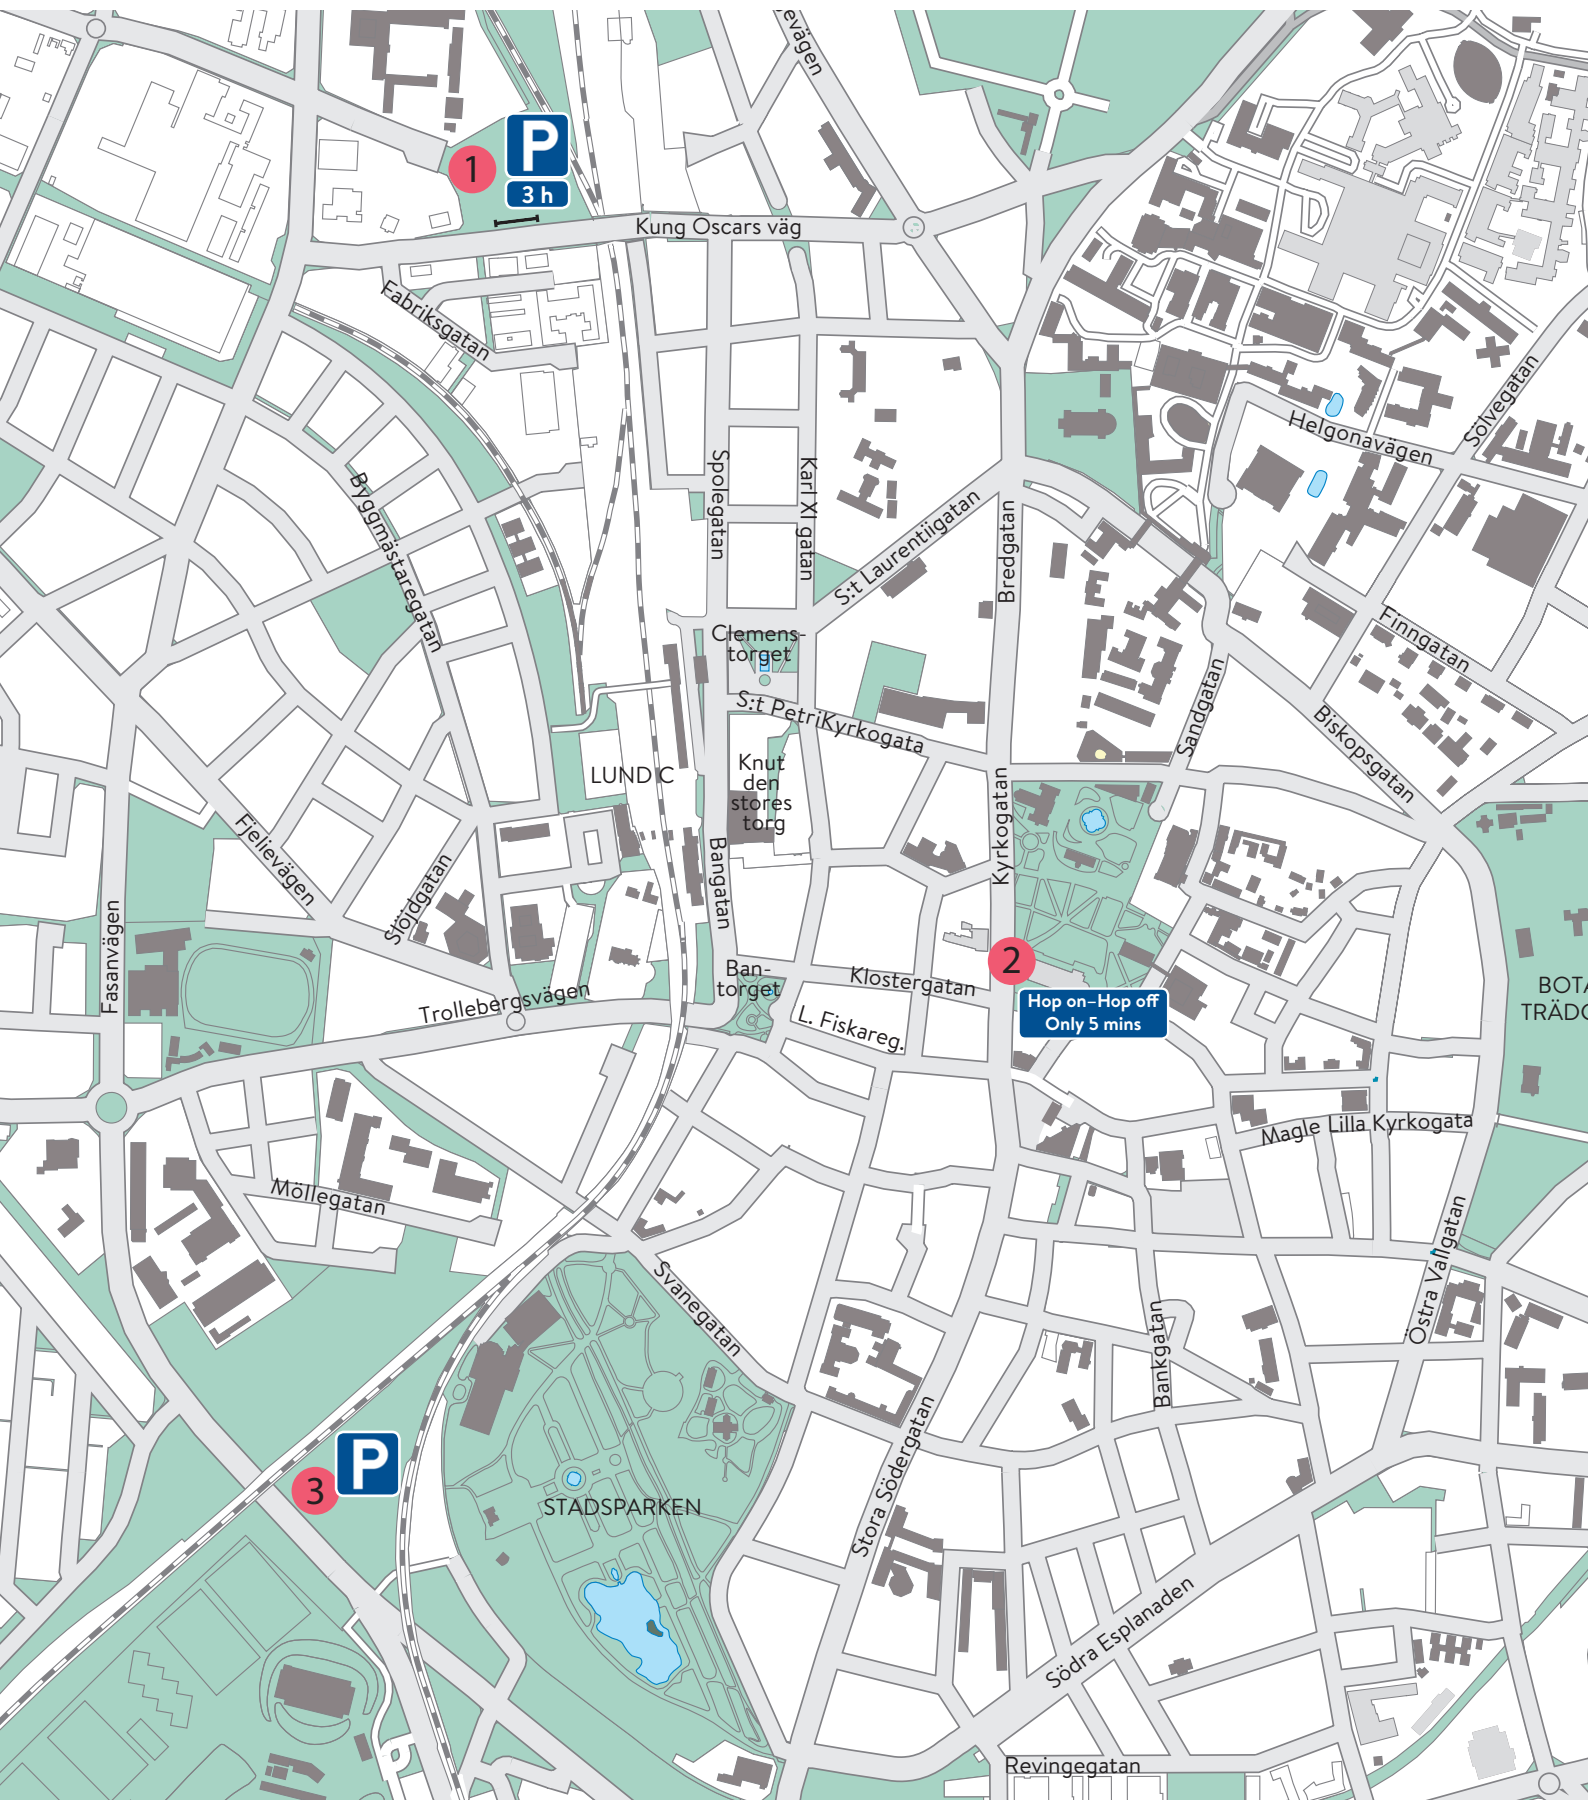 evägen
P
1
3 h
Kung Oscars väg
Fabriksgatan
Helgonavägen
Sölvegatan
Byggmästaregatan
Spolegatan
Karl XI gatan
S:t Laurentiigatan
Bredgatan
Finngatan
Clemens-
torget
Sandgatan
S:t PetriKyrkogata
Biskopsgatan
LUND C
Knut
den
stores
torg
Kyrkogatan
Fjelievägen
Slöjdgatan
Bangatan
Fasanvägen
2
Ban-
torget
Klostergatan
BOTA
TRÄDG
Trollebergsvägen
Hop on–Hop off
Only 5 mins
L. Fiskareg.
Magle Lilla Kyrkogata
Möllegatan
Östra Vallgatan
Svanegatan
Bankgatan
Stora Södergatan
P
3
STADSPARKEN
Södra Esplanaden
Revingegatan